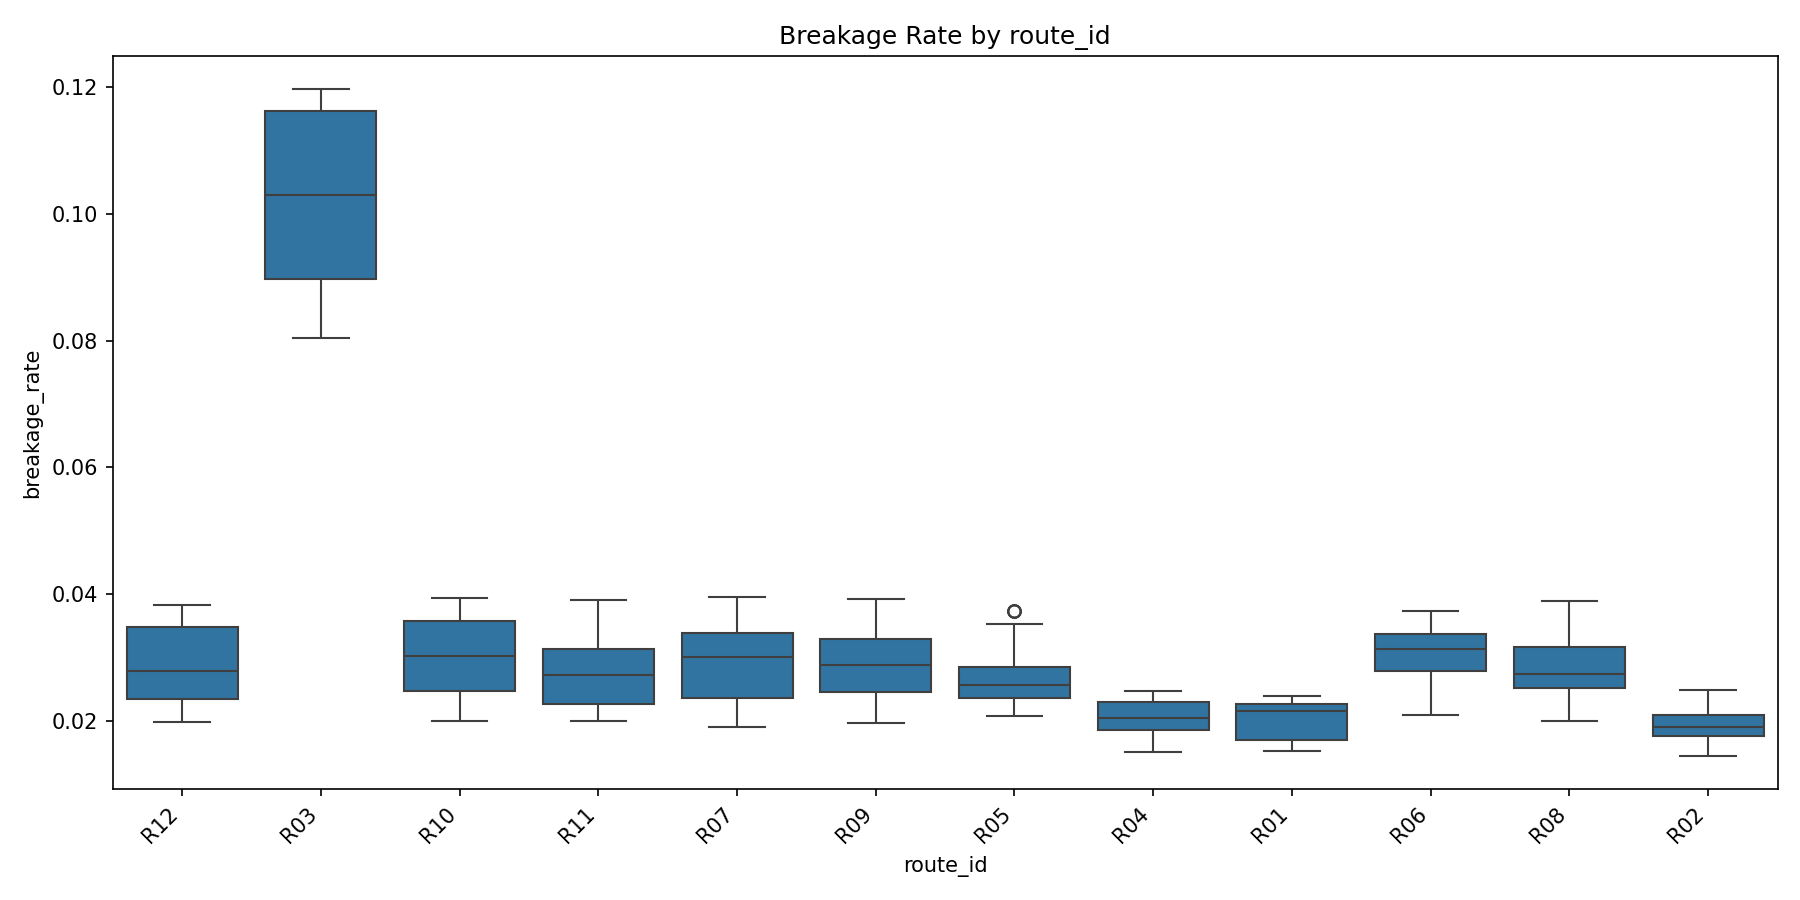 Breakage Rate by route_id
breakage_rate
0.12
0.10
0.08
0.06
0.04
0.02
R12
R03
R10
R11
R07
R09
R05
R04
R01
R06
R08
R02
route_id